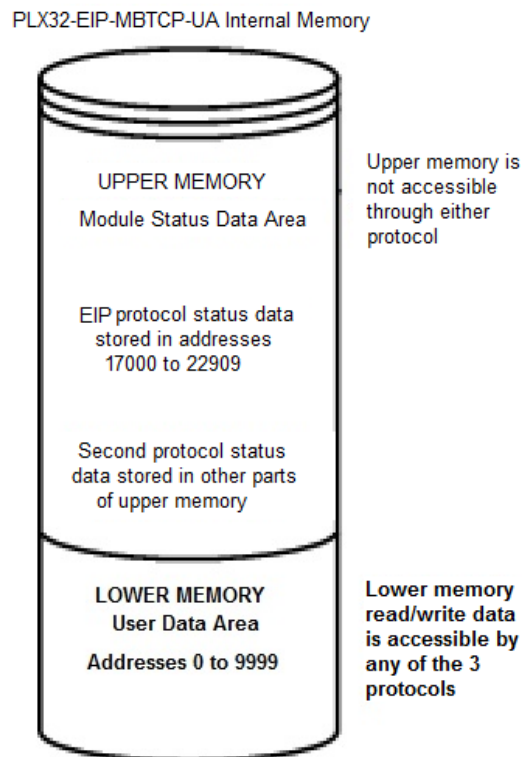 PLX32-EIP-MBTCP-UA Internal Memory
UPPER MEMORY
Module Status Data Area
Upper memory is
not accessible
through either
protocol
EIP protocol status data
stored in addresses
17000 to 22909
Second protocol status
data stored in other parts
of upper memory
LOWER MEMORY
User Data Area
Addresses 0 to 9999
Lower memory
read/write data
is accessible by
any of the 3
protocols